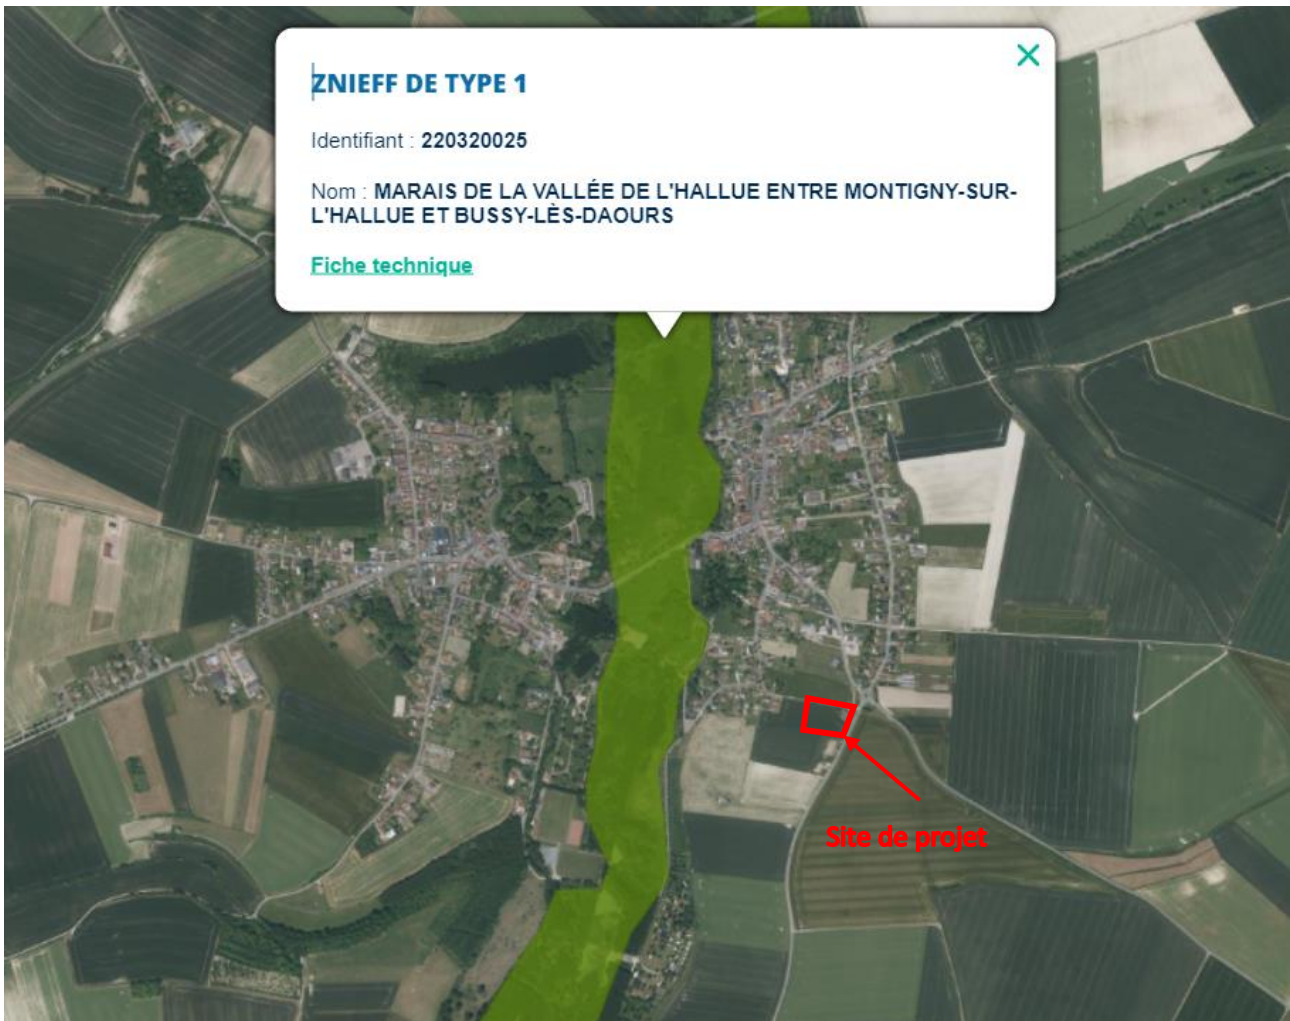 ZNIEFF DE TYPE 1
Identifiant : 220320025
Nom : MARAIS DE LA VALLÉE DE L'HALLUE ENTRE MONTIGNY-SUR-
L'HALLUE ET BUSSY-LÈS-DAOURS
Fiche technique
Site de projet